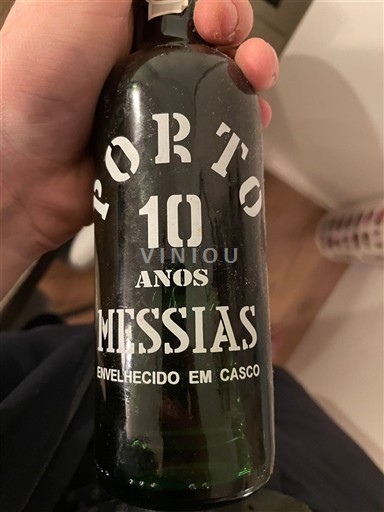 PORTO
10
VINIOU
ANOS
MESSIAS
ENVELHECIDO EM CASCO